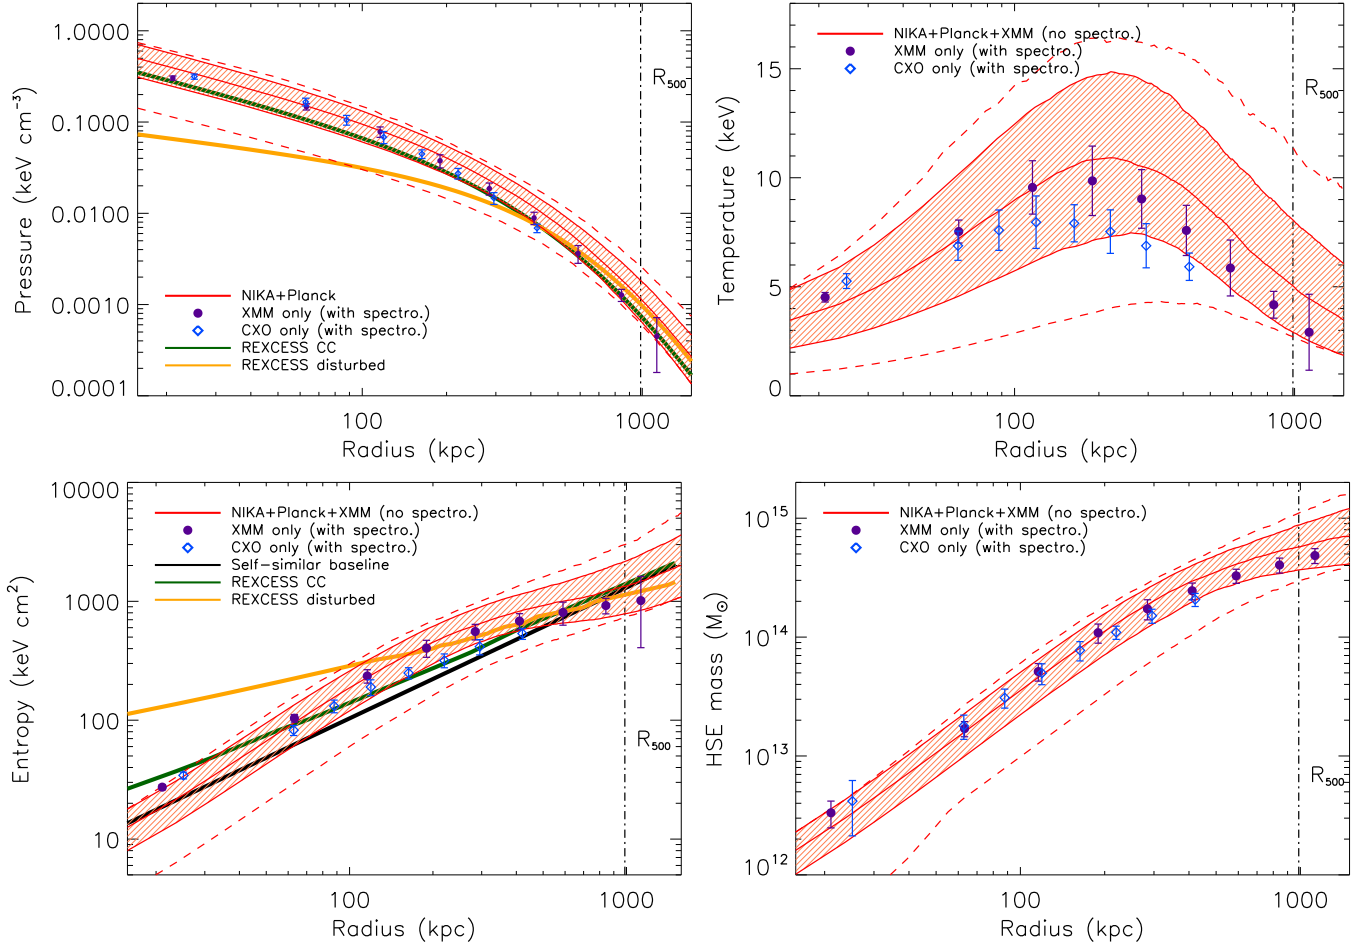 1.0000
0.1000
0.0100
0.0010
0.0001
Pressure (keV cm⁻³)
R₅₀₀
NIKA+Planck
XMM only (with spectro.)
CXO only (with spectro.)
REXCESS CC
REXCESS disturbed
100
1000
Radius (kpc)
15
10
5
0
Temperature (keV)
NIKA+Planck+XMM (no spectro.)
XMM only (with spectro.)
CXO only (with spectro.)
R₅₀₀
100
1000
Radius (kpc)
10000
1000
100
10
Entropy (keV cm²)
NIKA+Planck+XMM (no spectro.)
XMM only (with spectro.)
CXO only (with spectro.)
Self-similar baseline
REXCESS CC
REXCESS disturbed
R₅₀₀
100
1000
Radius (kpc)
10¹⁵
10¹⁴
10¹³
10¹²
HSE mass (M☉)
NIKA+Planck+XMM (no spectro.)
XMM only (with spectro.)
CXO only (with spectro.)
R₅₀₀
100
1000
Radius (kpc)